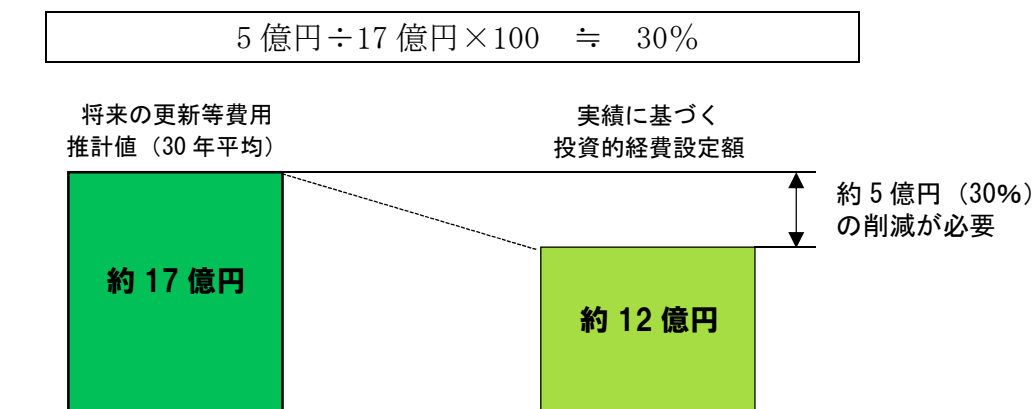 5億円÷17億円×100 ≒ 30%
将来の更新等費用
推計値（30年平均）
実績に基づく
投資的経費設定額
約5億円（30%）
の削減が必要
約17億円
約12億円